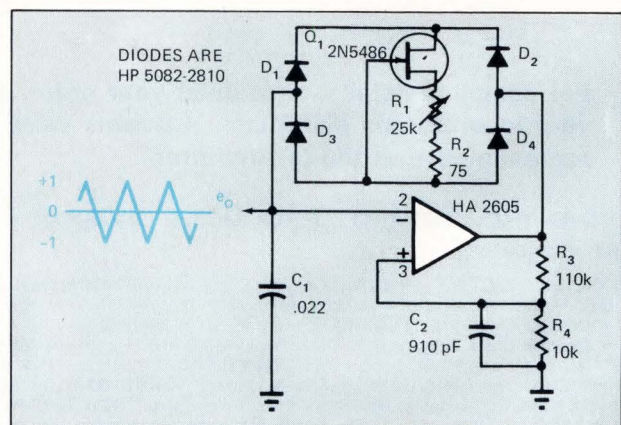 DIODES ARE
HP 5082-2810
Q1
2N5486
D1
D2
D3
D4
R1
25k
R2
75
+1
0
-1
eo
2
−
+
3
HA 2605
C1
.022
C2
910 pF
R3
110k
R4
10k